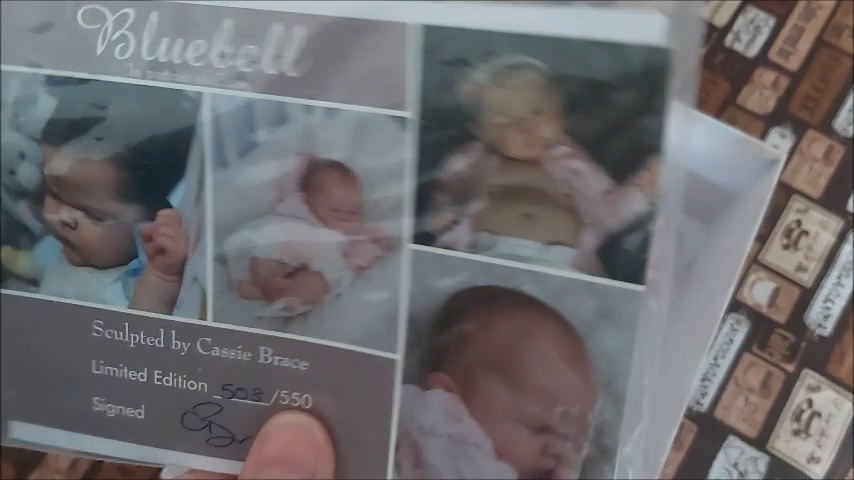 Bluebell
Sculpted by Cassie Brace
Limited Edition 508/550
Signed